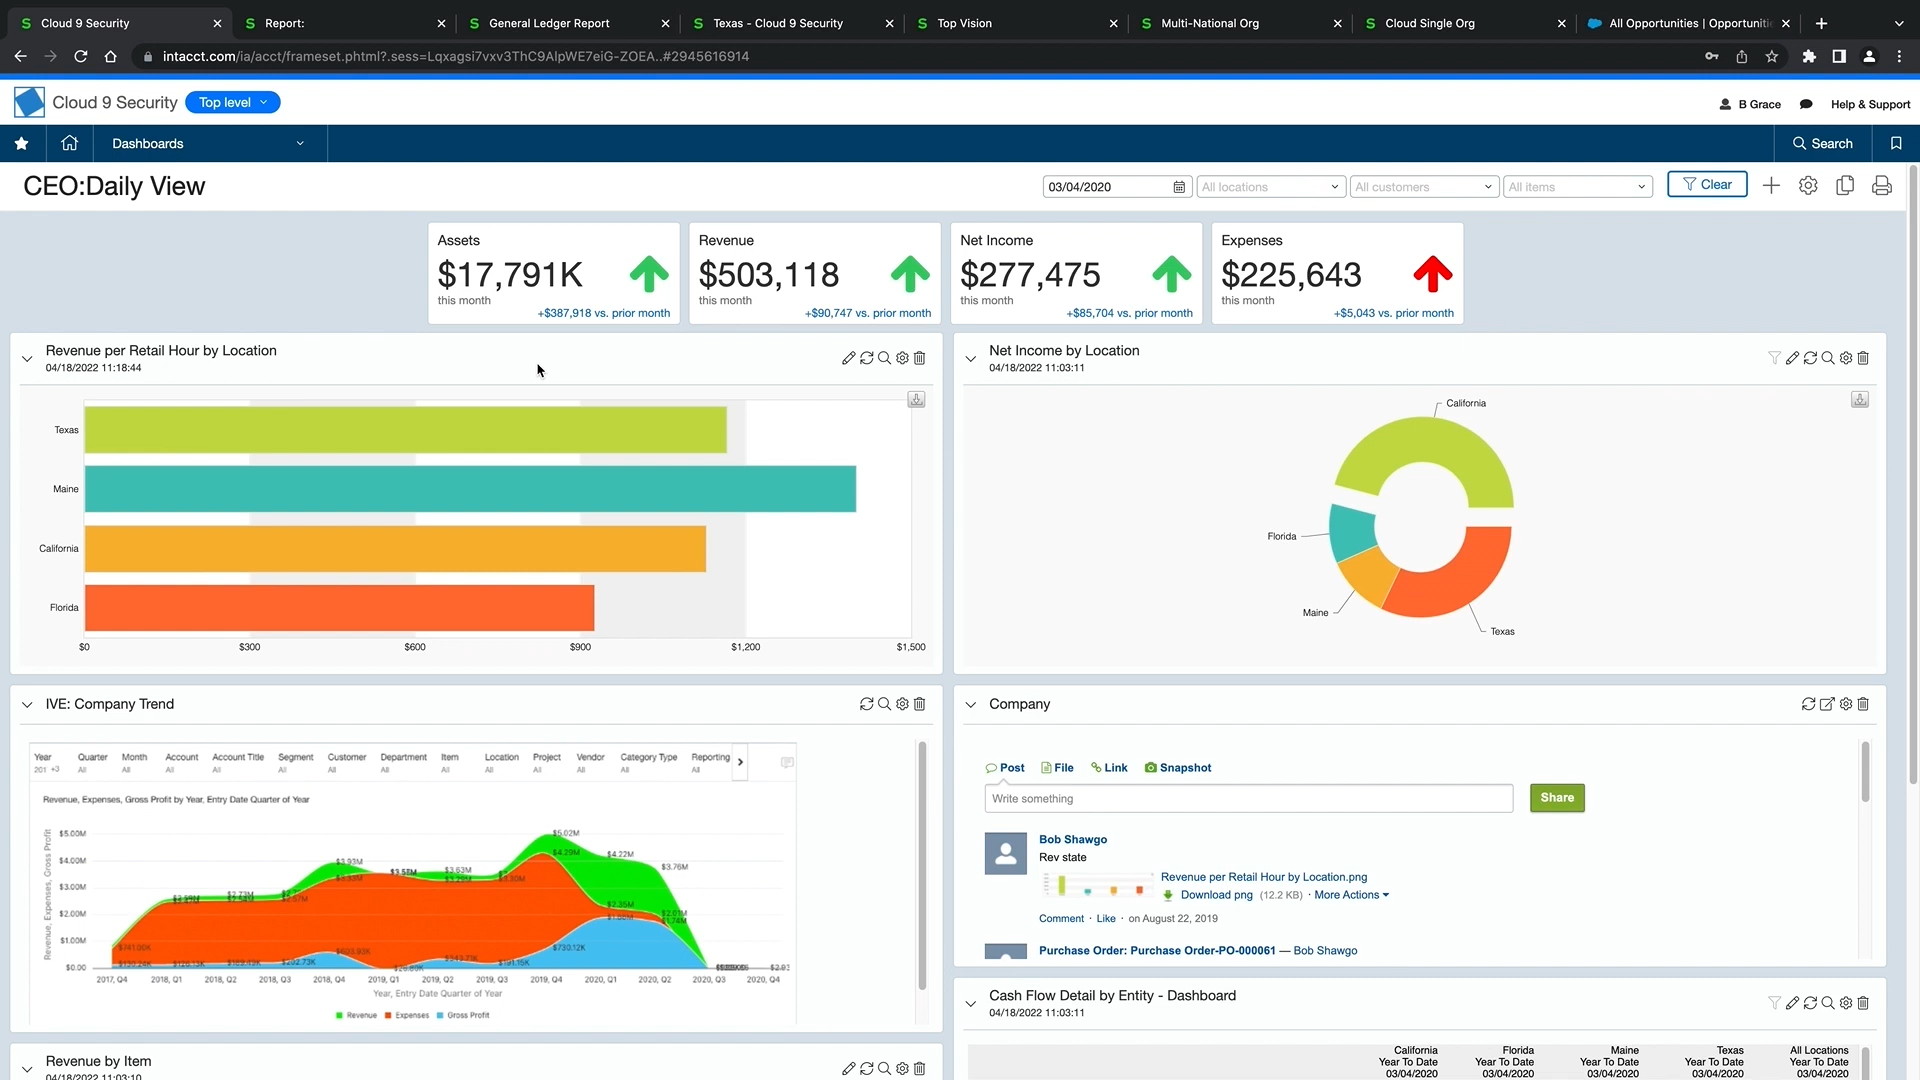 Cloud 9 Security
Report:
General Ledger Report
Texas - Cloud 9 Security
Top Vision
Multi-National Org
Cloud Single Org
All Opportunities | Opportuniti
intacct.com/ia/acct/frameset.phtml?.sess=Lqxagsi7vxv3ThC9AlpWE7eiG-ZOEA..#2945616914
Cloud 9 Security
Top level
B Grace
Help & Support
Dashboards
Search
CEO:Daily View
03/04/2020
All locations
All customers
All items
Clear
Assets
$17,791K
this month
+$387,918 vs. prior month
Revenue
$503,118
this month
+$90,747 vs. prior month
Net Income
$277,475
this month
+$85,704 vs. prior month
Expenses
$225,643
this month
+$5,043 vs. prior month
Revenue per Retail Hour by Location
04/18/2022 11:18:44
Texas
Maine
California
Florida
$0 $300 $600 $900 $1,200 $1,500
Net Income by Location
04/18/2022 11:03:11
California
Florida
Maine
Texas
IVE: Company Trend
Year Quarter Month Account Account Title Segment Customer Department Item Location Project Vendor Category Type Reporting
201 +3 All All All All All All All All All All All All All
Revenue, Expenses, Gross Profit by Year, Entry Date Quarter of Year
Revenue, Expenses, Gross Profit
$5.00M
$4.00M
$3.00M
$2.00M
$1.00M
$0.00
$5.02M
$4.29M
$4.22M
$3.93M
$3.76M
$3.63M
$2.73M
$2.35M
$2.01M
$741.00K
$730.12K
2017, Q4 2018, Q1 2018, Q2 2018, Q3 2018, Q4 2019, Q1 2019, Q2 2019, Q3 2019, Q4 2020, Q1 2020, Q2 2020, Q3 2020, Q4
Year, Entry Date Quarter of Year
Revenue Expenses Gross Profit
Company
Post File Link Snapshot
Write something
Share
Bob Shawgo
Rev state
Revenue per Retail Hour by Location.png
Download png (12.2 KB) · More Actions
Comment · Like · on August 22, 2019
Purchase Order: Purchase Order-PO-000061 — Bob Shawgo
Cash Flow Detail by Entity - Dashboard
04/18/2022 11:03:11
California Florida Maine Texas All Locations
Year To Date Year To Date Year To Date Year To Date Year To Date
03/04/2020 03/04/2020 03/04/2020 03/04/2020 03/04/2020
Revenue by Item
04/18/2022 11:03:10